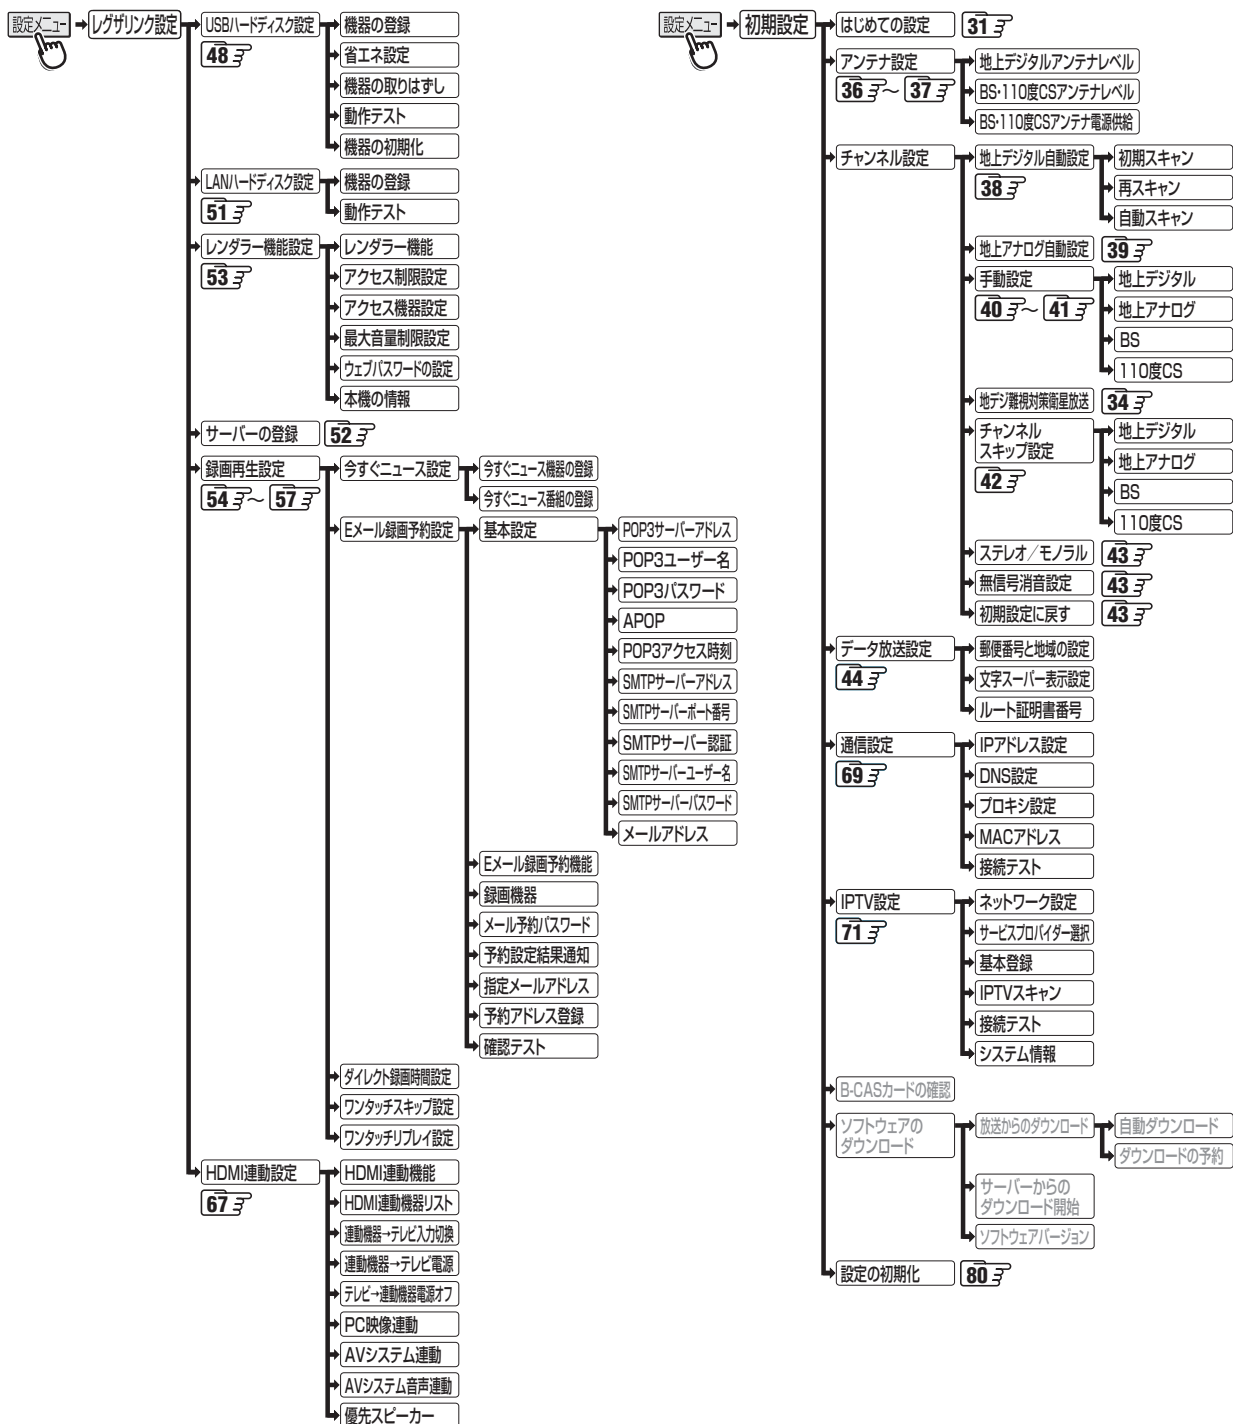 設定メニュー
レグザリンク設定
USBハードディスク設定
48
機器の登録
省エネ設定
機器の取りはずし
動作テスト
機器の初期化
LANハードディスク設定
51
機器の登録
動作テスト
レンダラー機能設定
53
レンダラー機能
アクセス制限設定
アクセス機器設定
最大音量制限設定
ウェブパスワードの設定
本機の情報
サーバーの登録 52
録画再生設定
54 ~ 57
今すぐニュース設定
今すぐニュース機器の登録
今すぐニュース番組の登録
Eメール録画予約設定
基本設定
POP3サーバーアドレス
POP3ユーザー名
POP3パスワード
APOP
POP3アクセス時刻
SMTPサーバーアドレス
SMTPサーバーポート番号
SMTPサーバー認証
SMTPサーバーユーザー名
SMTPサーバーパスワード
メールアドレス
Eメール録画予約機能
録画機器
メール予約パスワード
予約設定結果通知
指定メールアドレス
予約アドレス登録
確認テスト
ダイレクト録画時間設定
ワンタッチスキップ設定
ワンタッチリプレイ設定
HDMI連動設定
67
HDMI連動機能
HDMI連動機器リスト
連動機器→テレビ入力切換
連動機器→テレビ電源
テレビ→連動機器電源オフ
PC映像連動
AVシステム連動
AVシステム音声連動
優先スピーカー
設定メニュー
初期設定
はじめての設定 31
アンテナ設定
36 ~ 37
地上デジタルアンテナレベル
BS・110度CSアンテナレベル
BS・110度CSアンテナ電源供給
チャンネル設定
地上デジタル自動設定
38
初期スキャン
再スキャン
自動スキャン
地上アナログ自動設定 39
手動設定
40 ~ 41
地上デジタル
地上アナログ
BS
110度CS
地デジ難視対策衛星放送 34
チャンネル
スキップ設定
42
地上デジタル
地上アナログ
BS
110度CS
ステレオ／モノラル 43
無信号消音設定 43
初期設定に戻す 43
データ放送設定
44
郵便番号と地域の設定
文字スーパー表示設定
ルート証明書番号
通信設定
69
IPアドレス設定
DNS設定
プロキシ設定
MACアドレス
接続テスト
IPTV設定
71
ネットワーク設定
サービスプロバイダー選択
基本登録
IPTVスキャン
接続テスト
システム情報
B-CASカードの確認
ソフトウェアの
ダウンロード
放送からのダウンロード
自動ダウンロード
ダウンロードの予約
サーバーからの
ダウンロード開始
ソフトウェアバージョン
設定の初期化 80